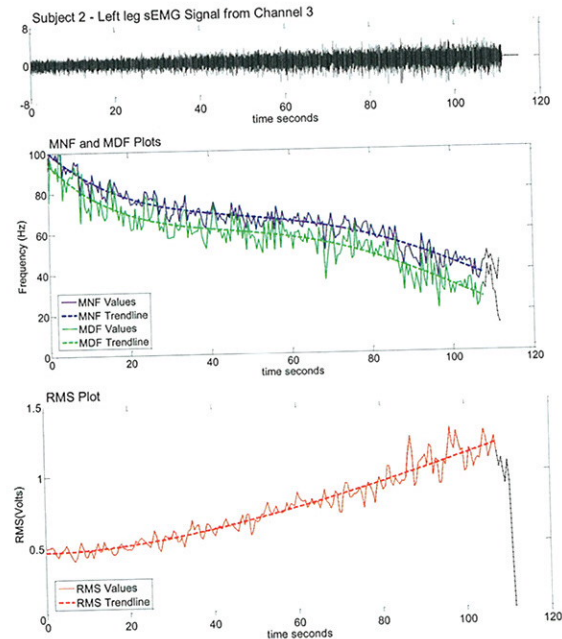 Subject 2 - Left leg sEMG Signal from Channel 3
8
0
-8
0 20 40 60 80 100 120
time seconds
MNF and MDF Plots
Frequency (Hz)
100
80
60
40
20
0
MNF Values
MNF Trendline
MDF Values
MDF Trendline
0 20 40 60 80 100 120
time seconds
RMS Plot
RMS(Volts)
1.5
1
0.5
0
RMS Values
RMS Trendline
0 20 40 60 80 100 120
time seconds